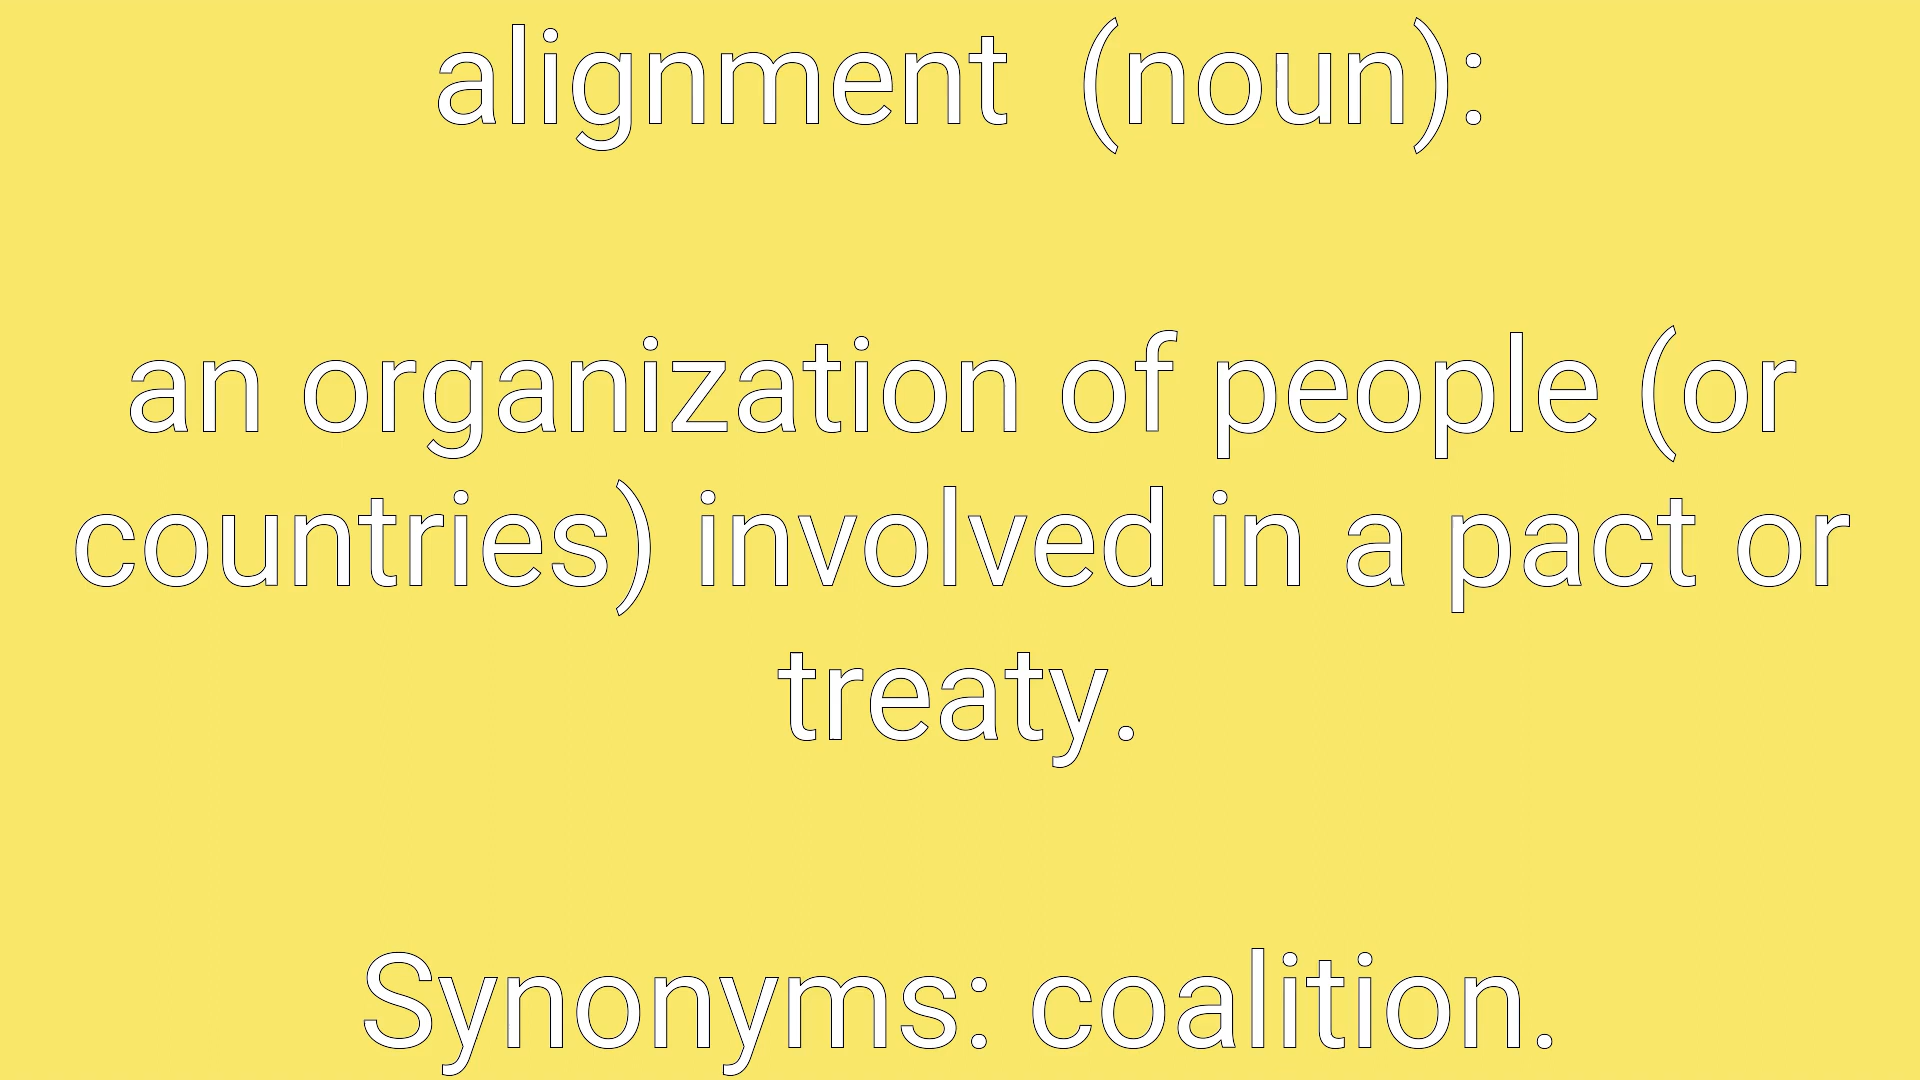 alignment (noun):
an organization of people (or
countries) involved in a pact or
treaty.
Synonyms: coalition.